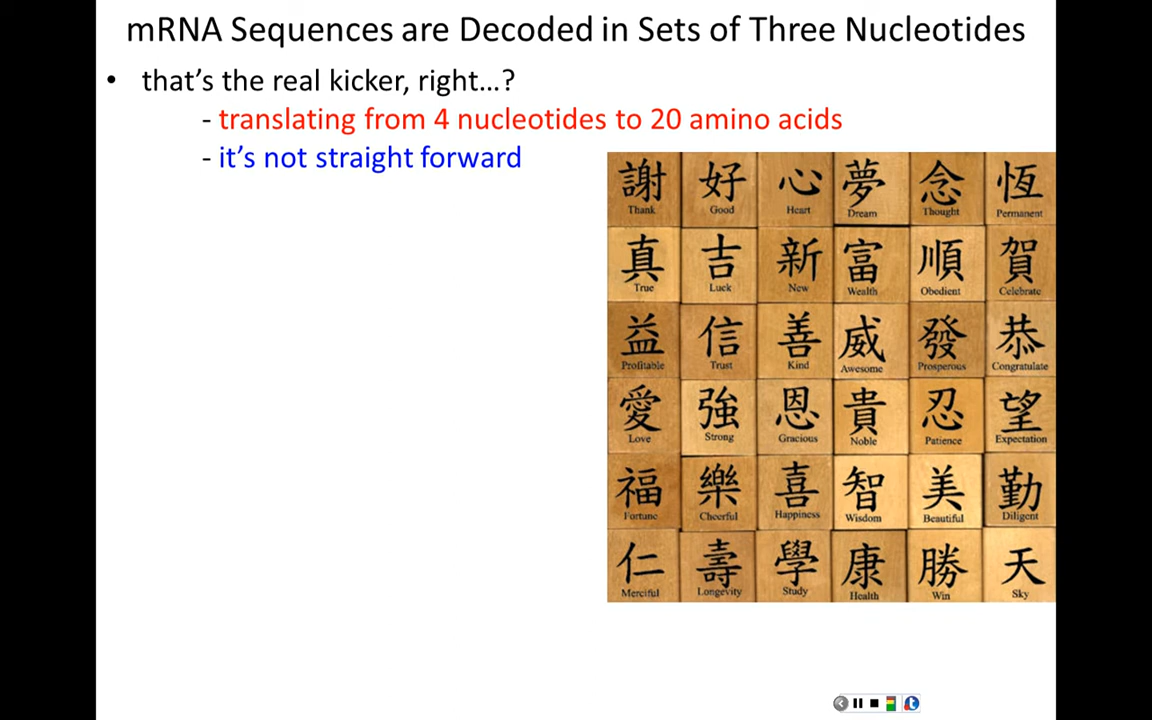 mRNA Sequences are Decoded in Sets of Three Nucleotides
• that’s the real kicker, right…?
- translating from 4 nucleotides to 20 amino acids
- it’s not straight forward
謝 好 心 夢 念 恆
Thank Good Heart Dream Thought Permanent
真 吉 新 富 順 賀
True Luck New Wealth Obedient Celebrate
益 信 善 威 發 恭
Profitable Trust Kind Awesome Prosperous Congratulate
愛 強 恩 貴 忍 望
Love Strong Gracious Noble Patience Expectation
福 樂 喜 智 美 勤
Fortune Cheerful Happiness Wisdom Beautiful Diligent
仁 壽 學 康 勝 天
Merciful Longevity Study Health Win Sky